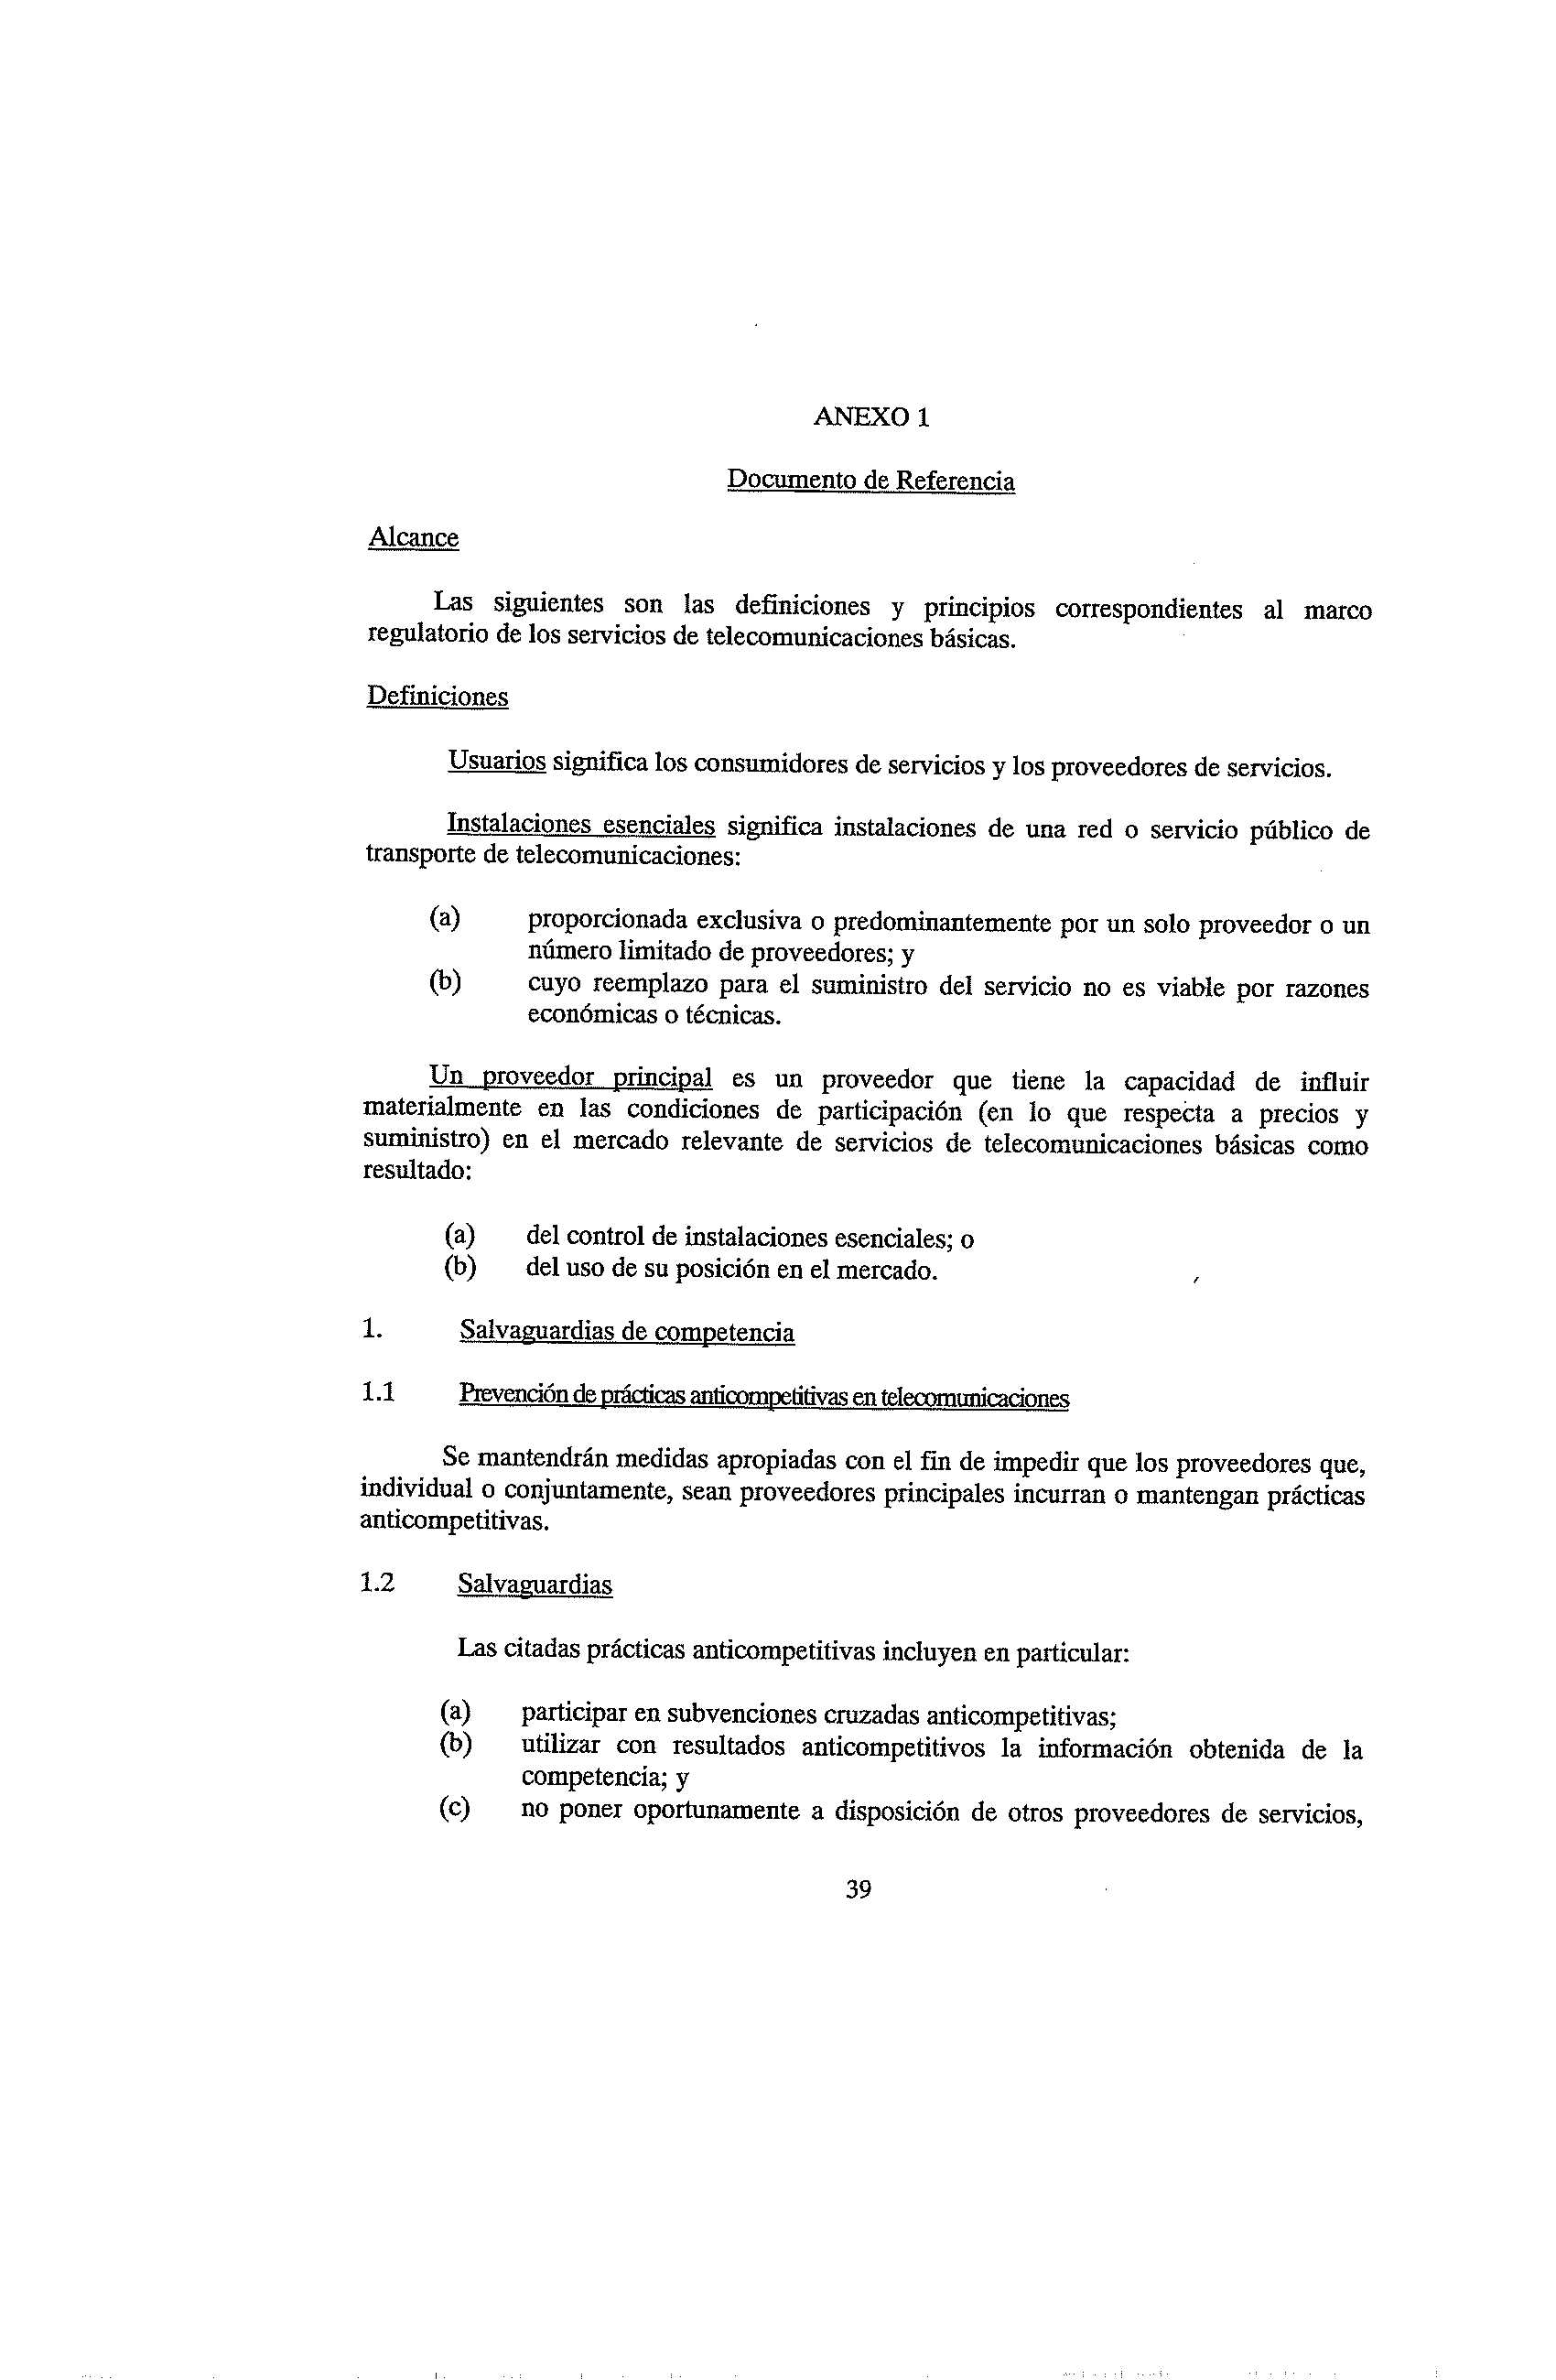 ANEXO 1
Documento de Referencia
Alcance
Las siguientes son las definiciones y principios correspondientes al marco
regulatorio de los servicios de telecomunicaciones básicas.
Definiciones
Usuarios significa los consumidores de servicios y los proveedores de servicios.
Instalaciones esenciales significa instalaciones de una red o servicio público de
transporte de telecomunicaciones:
(a) proporcionada exclusiva o predominantemente por un solo proveedor o un
número limitado de proveedores; y
(b) cuyo reemplazo para el suministro del servicio no es viable por razones
económicas o técnicas.
Un proveedor principal es un proveedor que tiene la capacidad de influir
materialmente en las condiciones de participación (en lo que respecta a precios y
suministro) en el mercado relevante de servicios de telecomunicaciones básicas como
resultado:
(a) del control de instalaciones esenciales; o
(b) del uso de su posición en el mercado.
1. Salvaguardias de competencia
1.1 Prevención de prácticas anticompetitivas en telecomunicaciones
Se mantendrán medidas apropiadas con el fin de impedir que los proveedores que,
individual o conjuntamente, sean proveedores principales incurran o mantengan prácticas
anticompetitivas.
1.2 Salvaguardias
Las citadas prácticas anticompetitivas incluyen en particular:
(a) participar en subvenciones cruzadas anticompetitivas;
(b) utilizar con resultados anticompetitivos la información obtenida de la
competencia; y
(c) no poner oportunamente a disposición de otros proveedores de servicios,
39